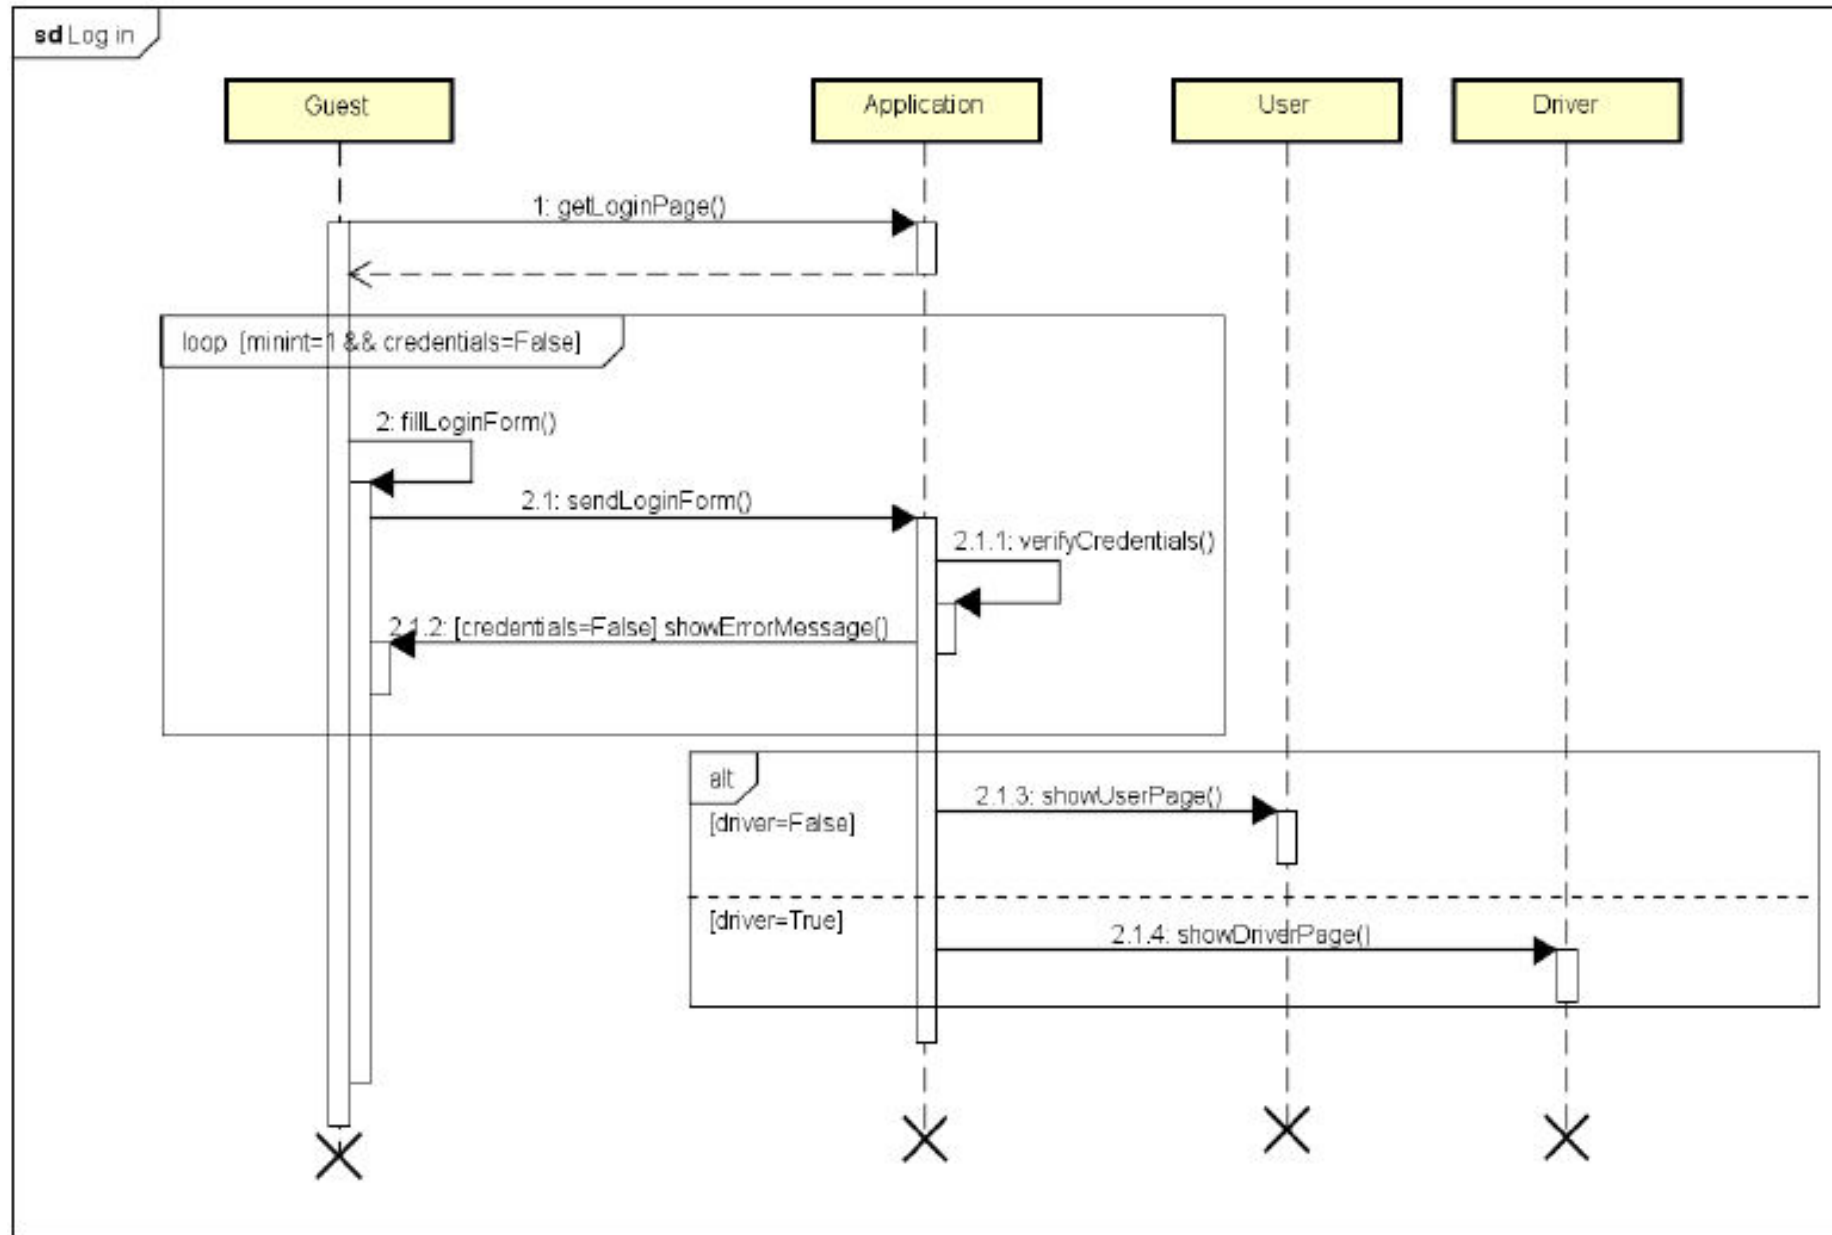 sd Log in
Guest
Application
User
Driver
1: getLoginPage()
loop [minint=1 && credentials=False]
2: fillLoginForm()
2.1: sendLoginForm()
2.1.1: verifyCredentials()
2.1.2: [credentials=False] showErrorMessage()
alt
2.1.3: showUserPage()
[driver=False]
[driver=True]
2.1.4: showDriverPage()